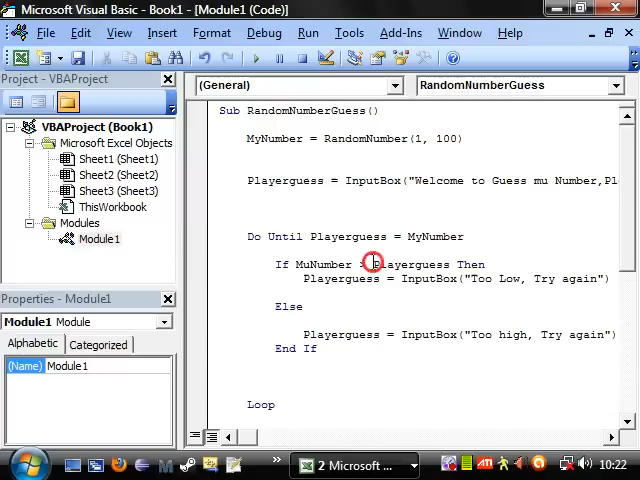 Microsoft Visual Basic - Book1 - [Module1 (Code)]
File Edit View Insert Format Debug Run Tools Add-Ins Window Help
Project - VBAProject
(General)
RandomNumberGuess
VBAProject (Book1)
Microsoft Excel Objects
Sheet1 (Sheet1)
Sheet2 (Sheet2)
Sheet3 (Sheet3)
ThisWorkbook
Modules
Module1
Properties - Module1
Module1 Module
Alphabetic Categorized
(Name) Module1
Sub RandomNumberGuess()
MyNumber = RandomNumber(1, 100)
Playerguess = InputBox("Welcome to Guess mu Number,Pl
Do Until Playerguess = MyNumber
If MuNumber > Playerguess Then
Playerguess = InputBox("Too Low, Try again")
Else
Playerguess = InputBox("Too high, Try again")
End If
Loop
2 Microsoft ...
ATI
10:22